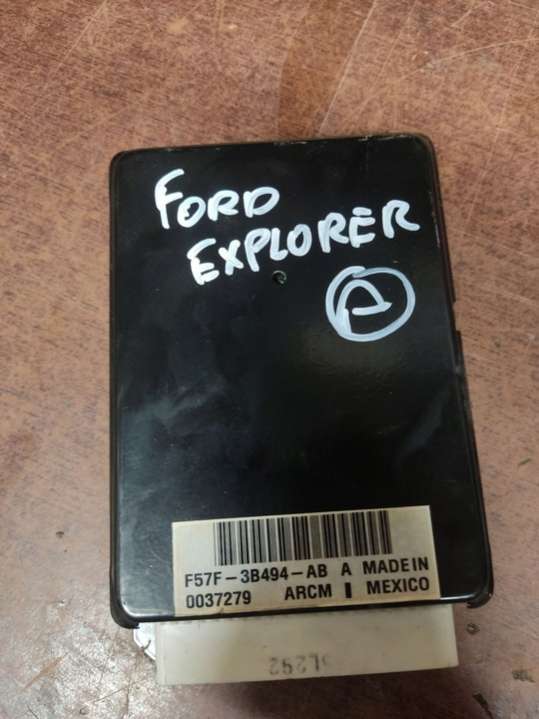 FORD
EXPLORER
A
F57F-3B494-AB A MADE IN
0037279 ARCM MEXICO